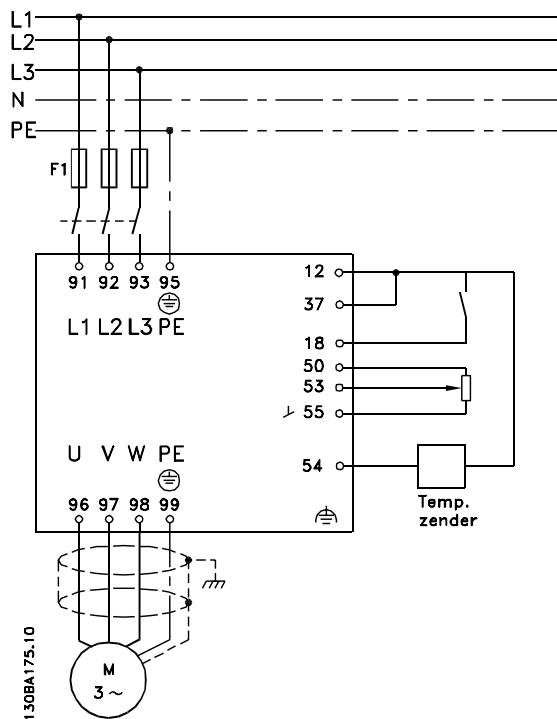 L1
L2
L3
N
PE
F1
91 92 93 95
L1 L2 L3 PE
12
37
18
50
53
55
54
U V W PE
96 97 98 99
Temp.
zender
M
3 ~
130BA175.10